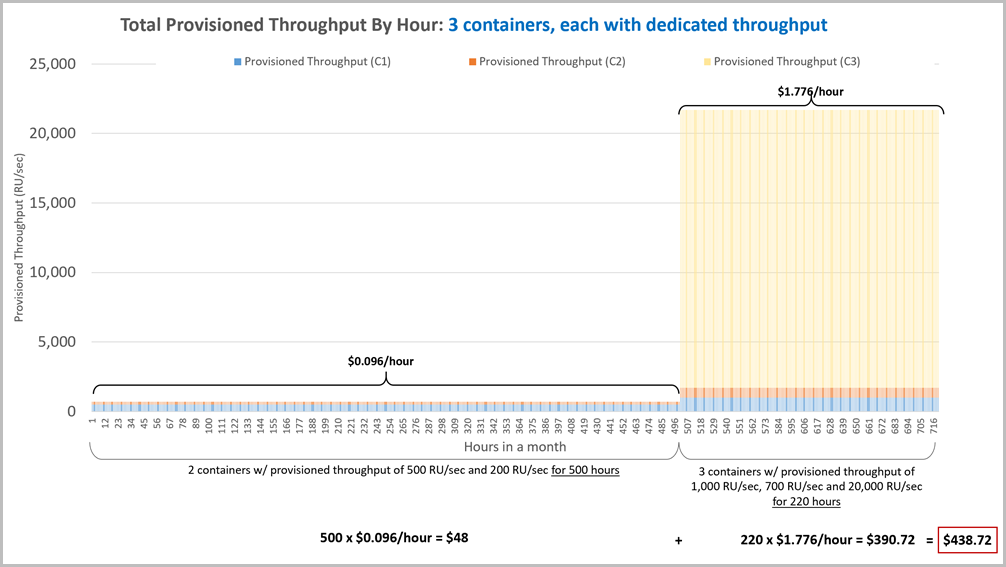 Total Provisioned Throughput By Hour: 3 containers, each with dedicated throughput
Provisioned Throughput (C1) Provisioned Throughput (C2) Provisioned Throughput (C3)
Provisioned Throughput (RU/sec)
25,000
20,000
15,000
10,000
5,000
0
$1.776/hour
$0.096/hour
1 12 23 34 45 56 67 78 89 100 111 122 133 144 155 166 177 188 199 210 221 232 243 254 265 276 287 298 309 320 331 342 353 364 375 386 397 408 419 430 441 452 463 474 485 496 507 518 529 540 551 562 573 584 595 606 617 628 639 650 661 672 683 694 705 716
Hours in a month
2 containers w/ provisioned throughput of 500 RU/sec and 200 RU/sec for 500 hours
3 containers w/ provisioned throughput of
1,000 RU/sec, 700 RU/sec and 20,000 RU/sec
for 220 hours
500 x $0.096/hour = $48 + 220 x $1.776/hour = $390.72 = $438.72